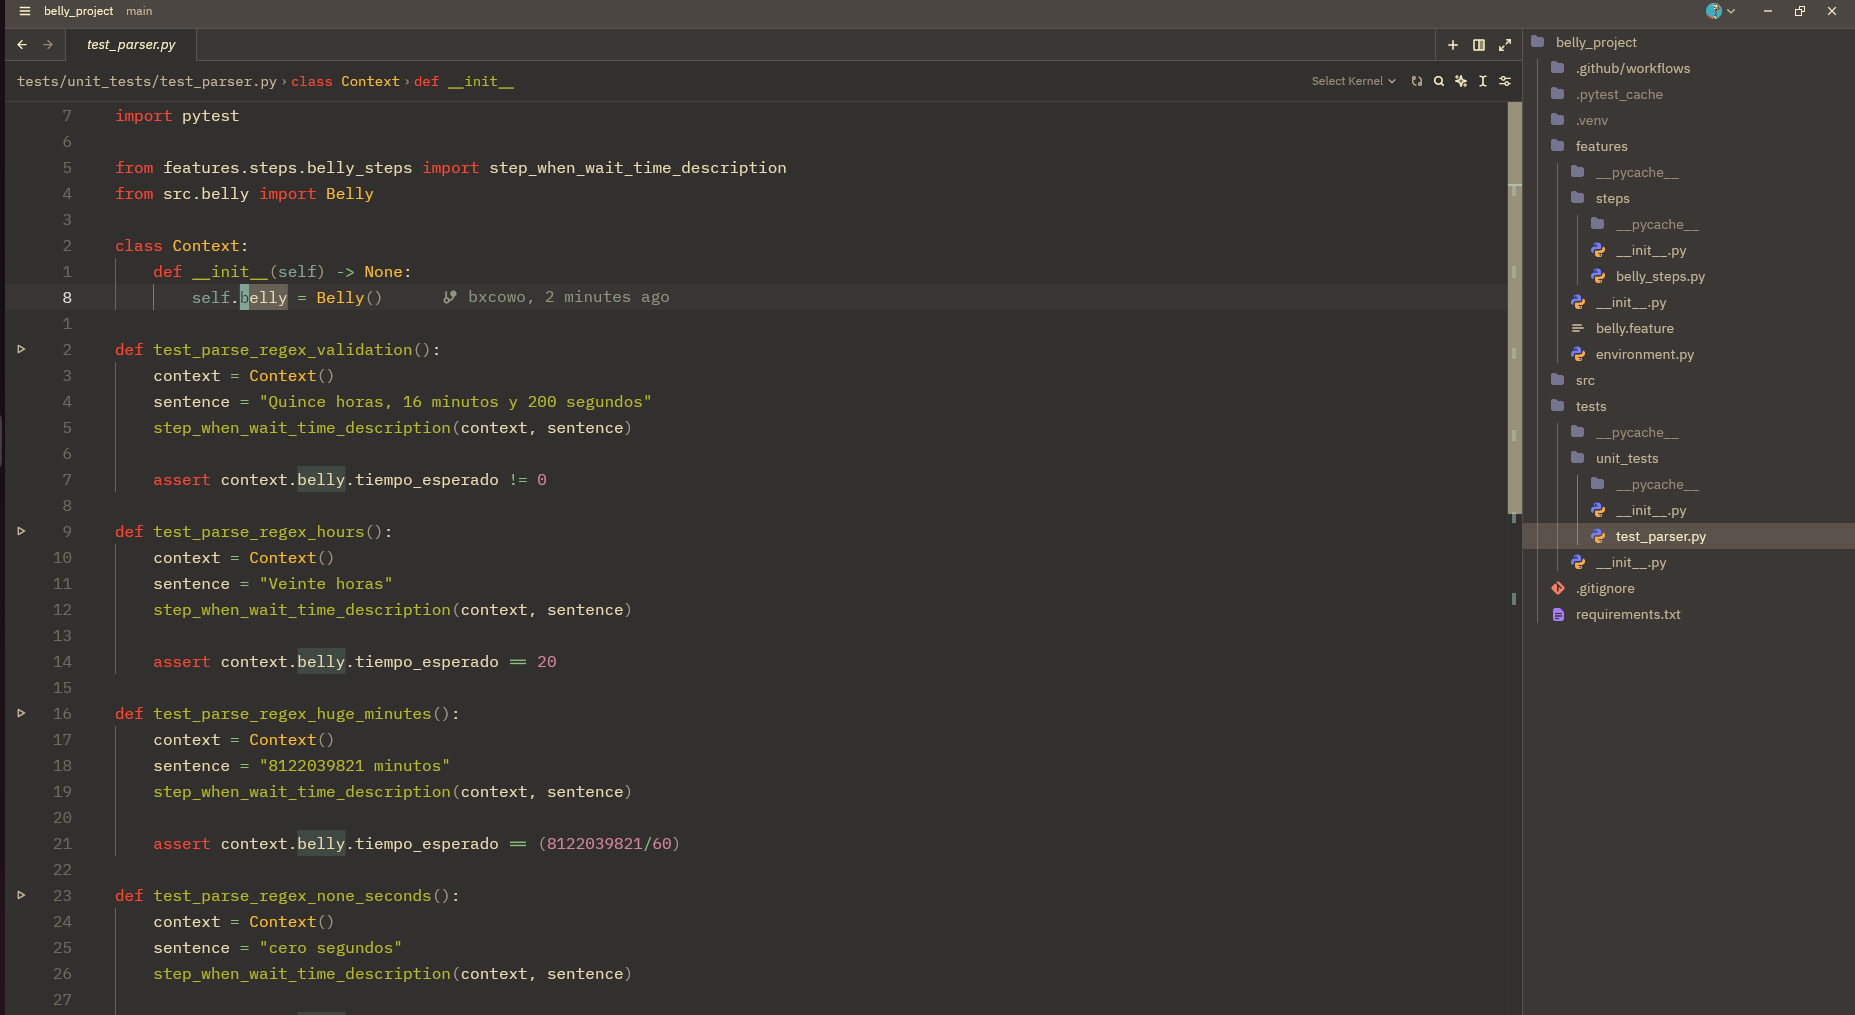 belly_project main
test_parser.py
tests/unit_tests/test_parser.py › class Context › def __init__
Select Kernel
7 import pytest
6
5 from features.steps.belly_steps import step_when_wait_time_description
4 from src.belly import Belly
3
2 class Context:
1 def __init__(self) -> None:
8 self.belly = Belly() bxcowo, 2 minutes ago
1
2 def test_parse_regex_validation():
3 context = Context()
4 sentence = "Quince horas, 16 minutos y 200 segundos"
5 step_when_wait_time_description(context, sentence)
6
7 assert context.belly.tiempo_esperado != 0
8
9 def test_parse_regex_hours():
10 context = Context()
11 sentence = "Veinte horas"
12 step_when_wait_time_description(context, sentence)
13
14 assert context.belly.tiempo_esperado == 20
15
16 def test_parse_regex_huge_minutes():
17 context = Context()
18 sentence = "8122039821 minutos"
19 step_when_wait_time_description(context, sentence)
20
21 assert context.belly.tiempo_esperado == (8122039821/60)
22
23 def test_parse_regex_none_seconds():
24 context = Context()
25 sentence = "cero segundos"
26 step_when_wait_time_description(context, sentence)
27
belly_project
.github/workflows
.pytest_cache
.venv
features
__pycache__
steps
__pycache__
__init__.py
belly_steps.py
__init__.py
belly.feature
environment.py
src
tests
__pycache__
unit_tests
__pycache__
__init__.py
test_parser.py
__init__.py
.gitignore
requirements.txt